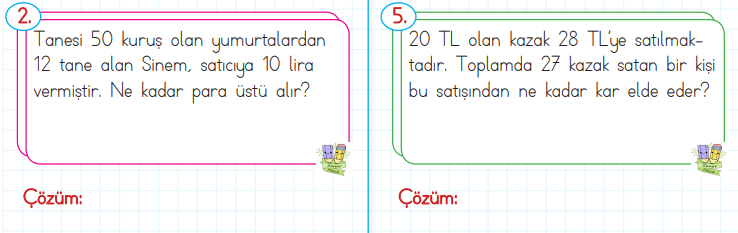 2.
Tanesi 50 kuruş olan yumurtalardan
12 tane alan Sinem, satıcıya 10 lira
vermiştir. Ne kadar para üstü alır?
Çözüm:
5.
20 TL olan kazak 28 TL'ye satılmak-
tadır. Toplamda 27 kazak satan bir kişi
bu satışından ne kadar kar elde eder?
Çözüm: